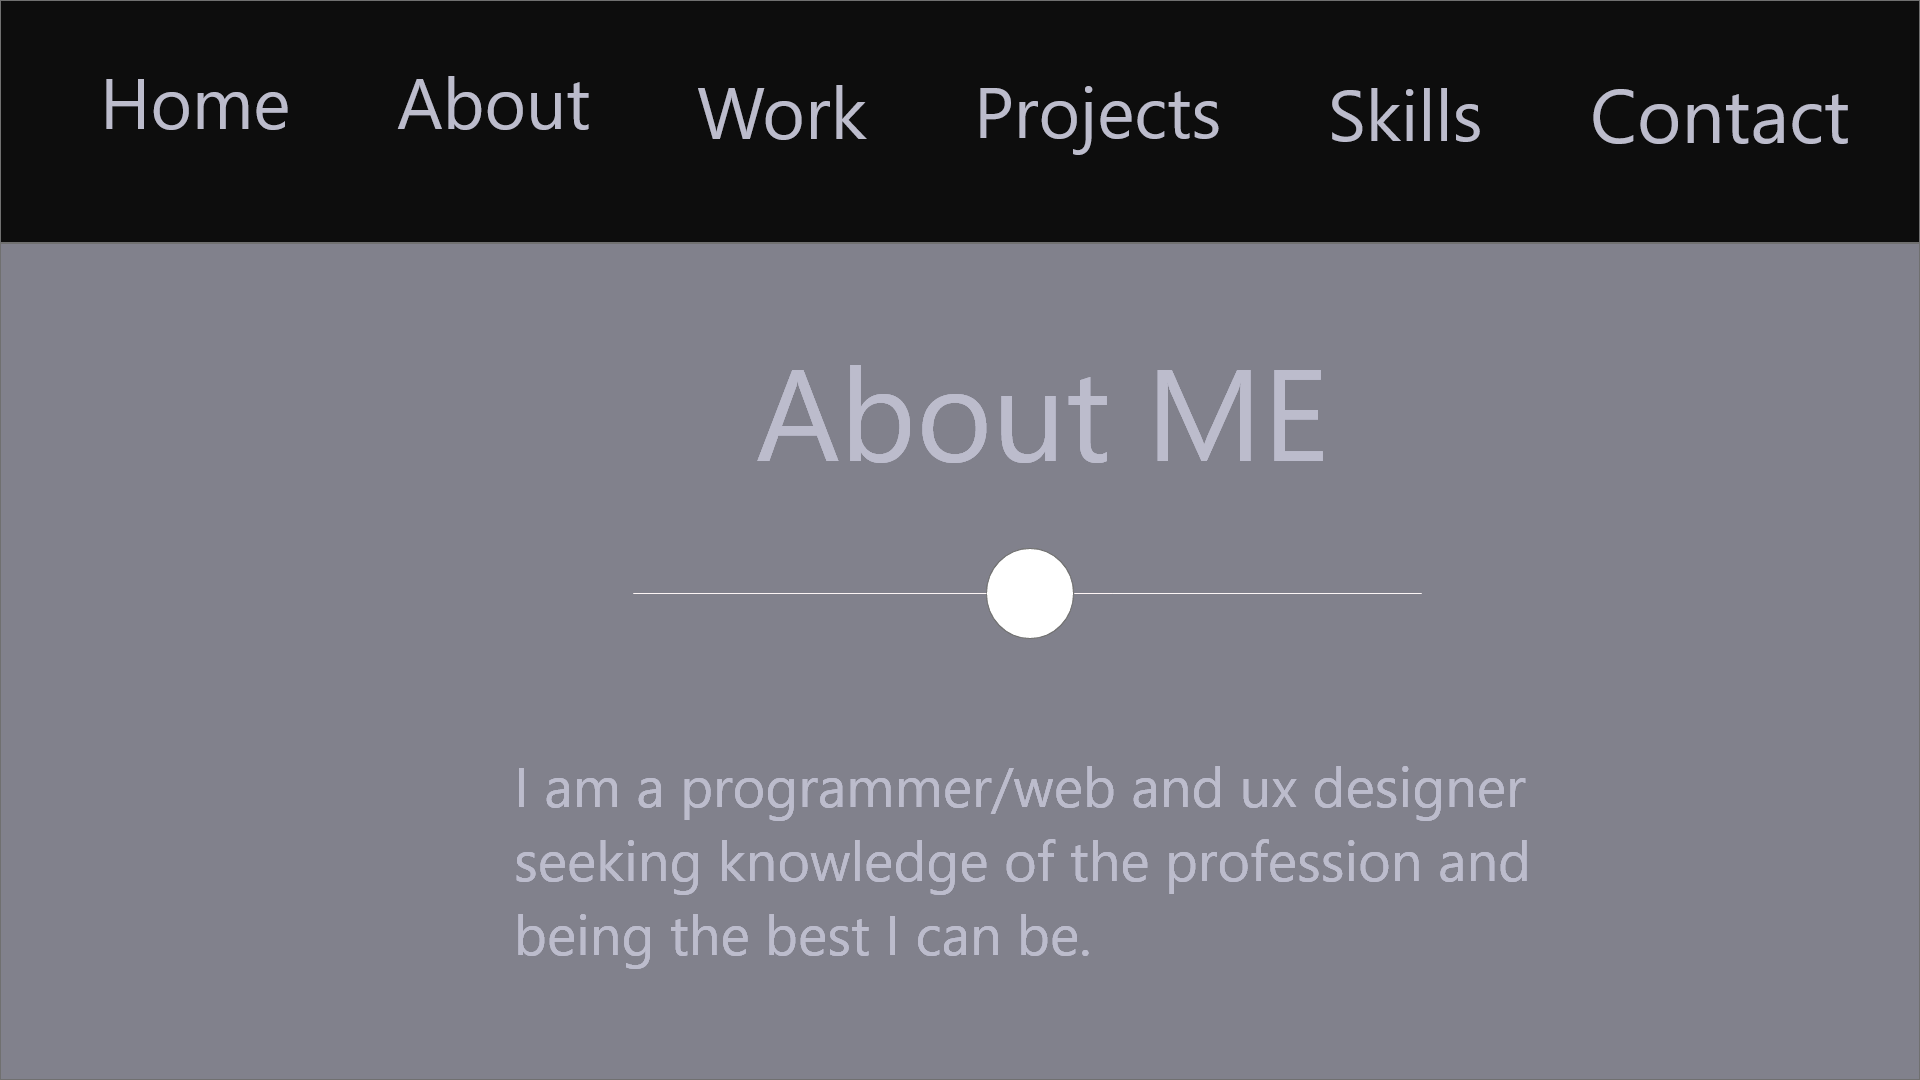 Home About Work Projects Skills Contact
About ME
I am a programmer/web and ux designer
seeking knowledge of the profession and
being the best I can be.